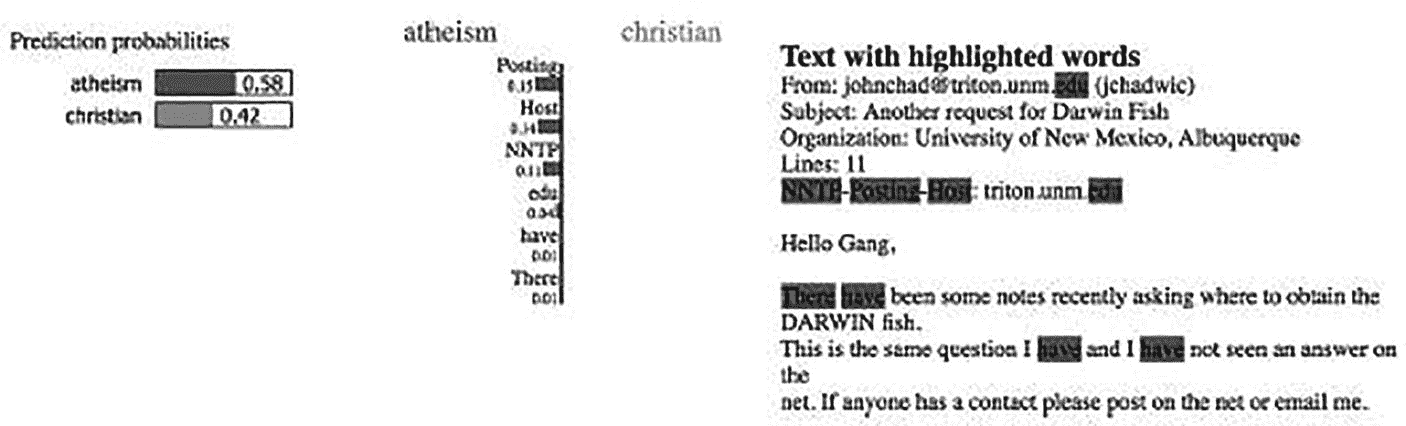 Prediction probabilities
atheism 0.58
christian 0.42
atheism christian
Posting
0.15
Host
0.14
NNTP
0.11
edu
0.04
have
0.01
There
0.01
Text with highlighted words
From: johnchad@triton.unm.edu (jchadwic)
Subject: Another request for Darwin Fish
Organization: University of New Mexico, Albuquerque
Lines: 11
NNTP-Posting-Host: triton.unm.edu
Hello Gang,
There have been some notes recently asking where to obtain the
DARWIN fish.
This is the same question I have and I have not seen an answer on
the
net. If anyone has a contact please post on the net or email me.